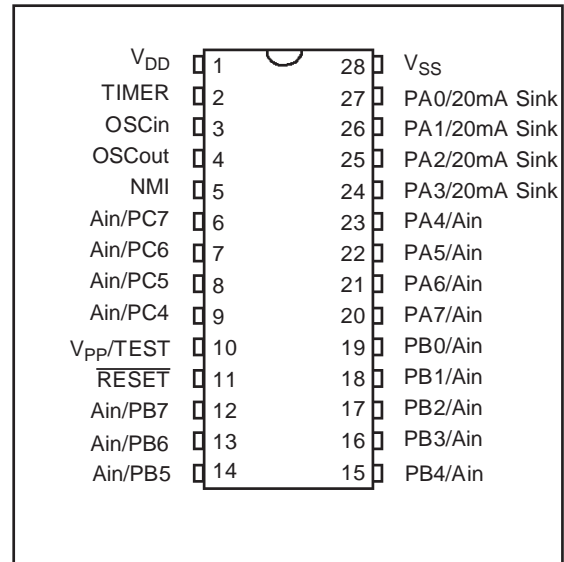 VDD 1 28 VSS
TIMER 2 27 PA0/20mA Sink
OSCin 3 26 PA1/20mA Sink
OSCout 4 25 PA2/20mA Sink
NMI 5 24 PA3/20mA Sink
Ain/PC7 6 23 PA4/Ain
Ain/PC6 7 22 PA5/Ain
Ain/PC5 8 21 PA6/Ain
Ain/PC4 9 20 PA7/Ain
VPP/TEST 10 19 PB0/Ain
RESET 11 18 PB1/Ain
Ain/PB7 12 17 PB2/Ain
Ain/PB6 13 16 PB3/Ain
Ain/PB5 14 15 PB4/Ain